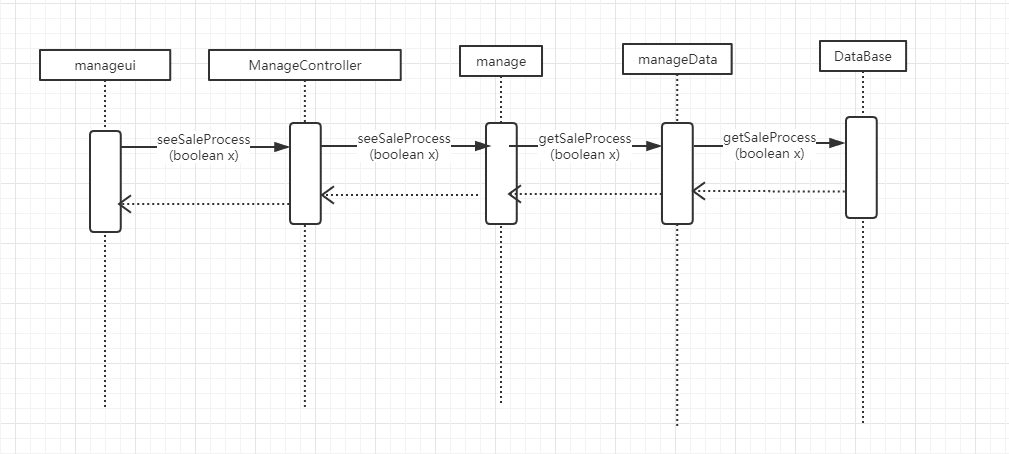 manageui
ManageController
manage
manageData
DataBase
seeSaleProcess
(boolean x)
seeSaleProcess
(boolean x)
getSaleProcess
(boolean x)
getSaleProcess
(boolean x)